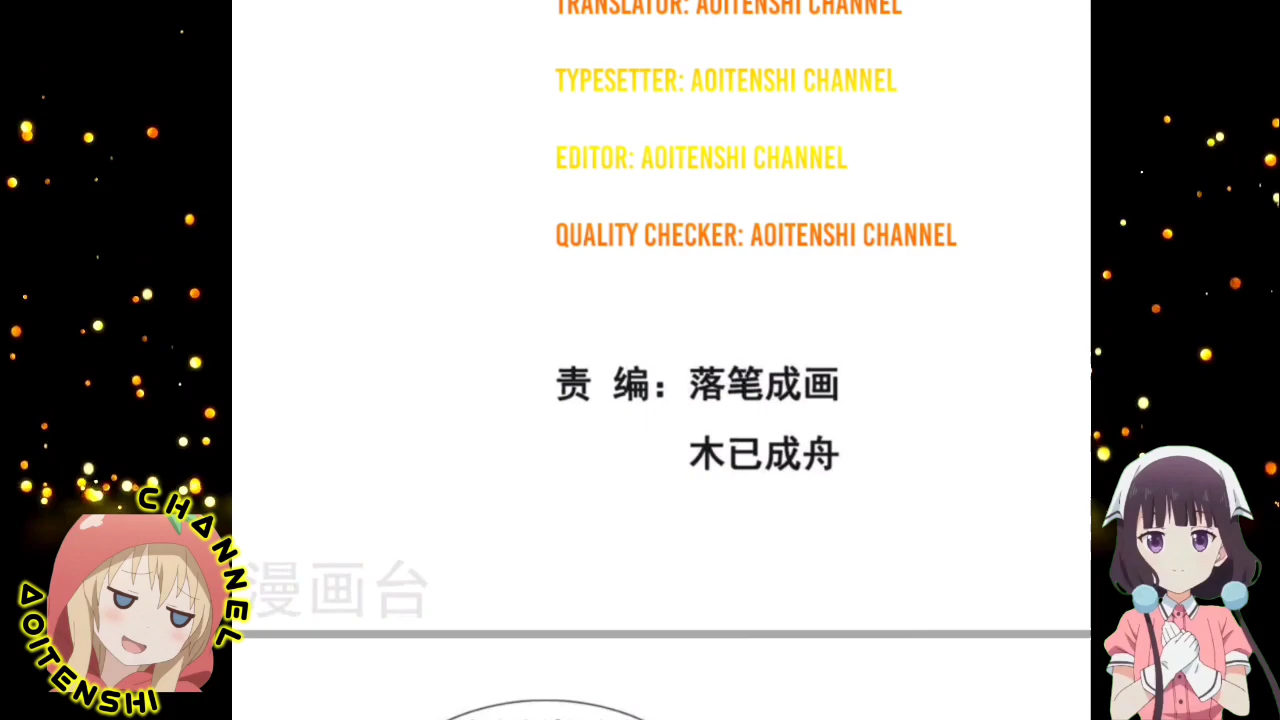 TRANSLATOR: AOITENSHI CHANNEL
TYPESETTER: AOITENSHI CHANNEL
EDITOR: AOITENSHI CHANNEL
QUALITY CHECKER: AOITENSHI CHANNEL
责 编：落笔成画
木已成舟
漫画台
CHANNEL
AOITENSHI